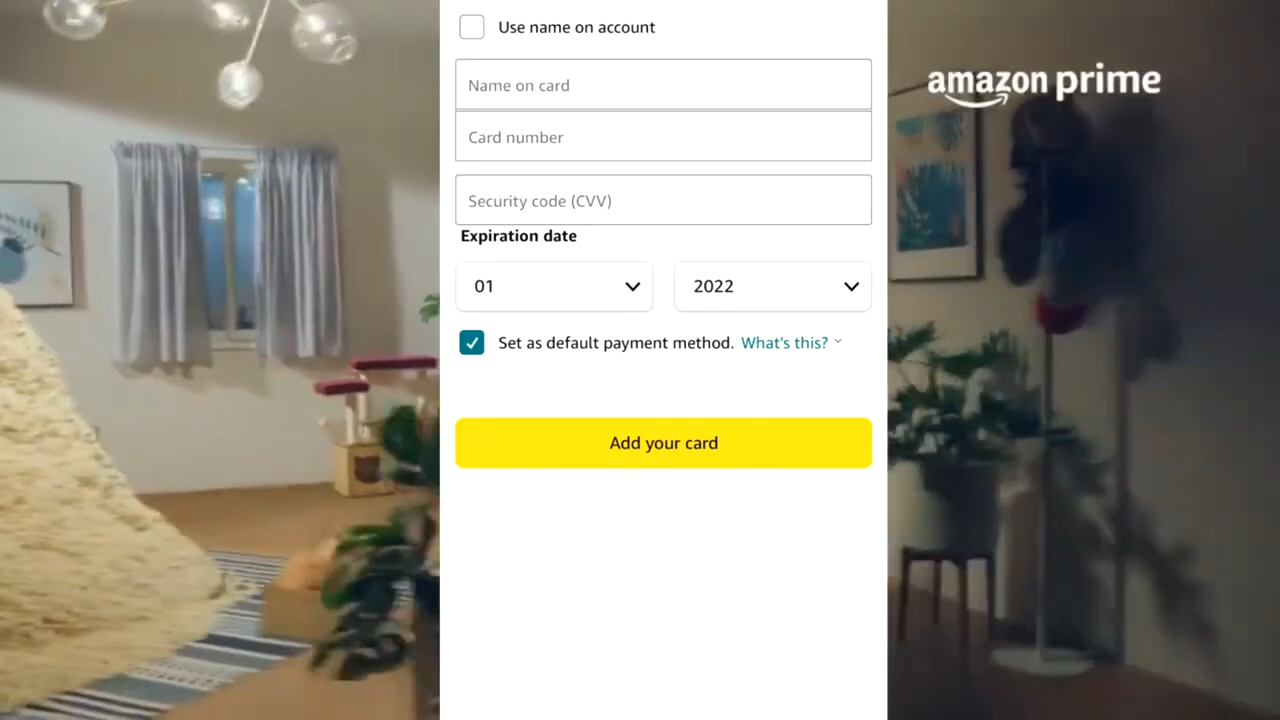 Use name on account
Name on card
Card number
Security code (CVV)
Expiration date
01 2022
Set as default payment method. What's this?
Add your card
amazon prime